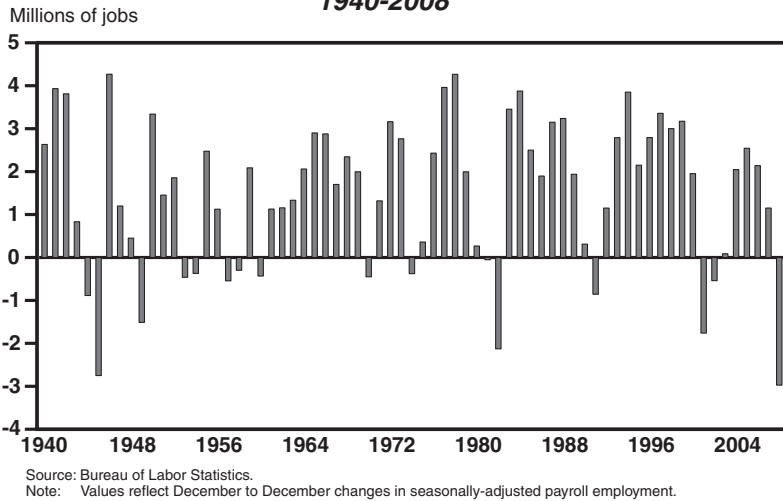 1940-2008
Millions of jobs
5
4
3
2
1
0
-1
-2
-3
-4
1940 1948 1956 1964 1972 1980 1988 1996 2004
Source: Bureau of Labor Statistics.
Note: Values reflect December to December changes in seasonally-adjusted payroll employment.